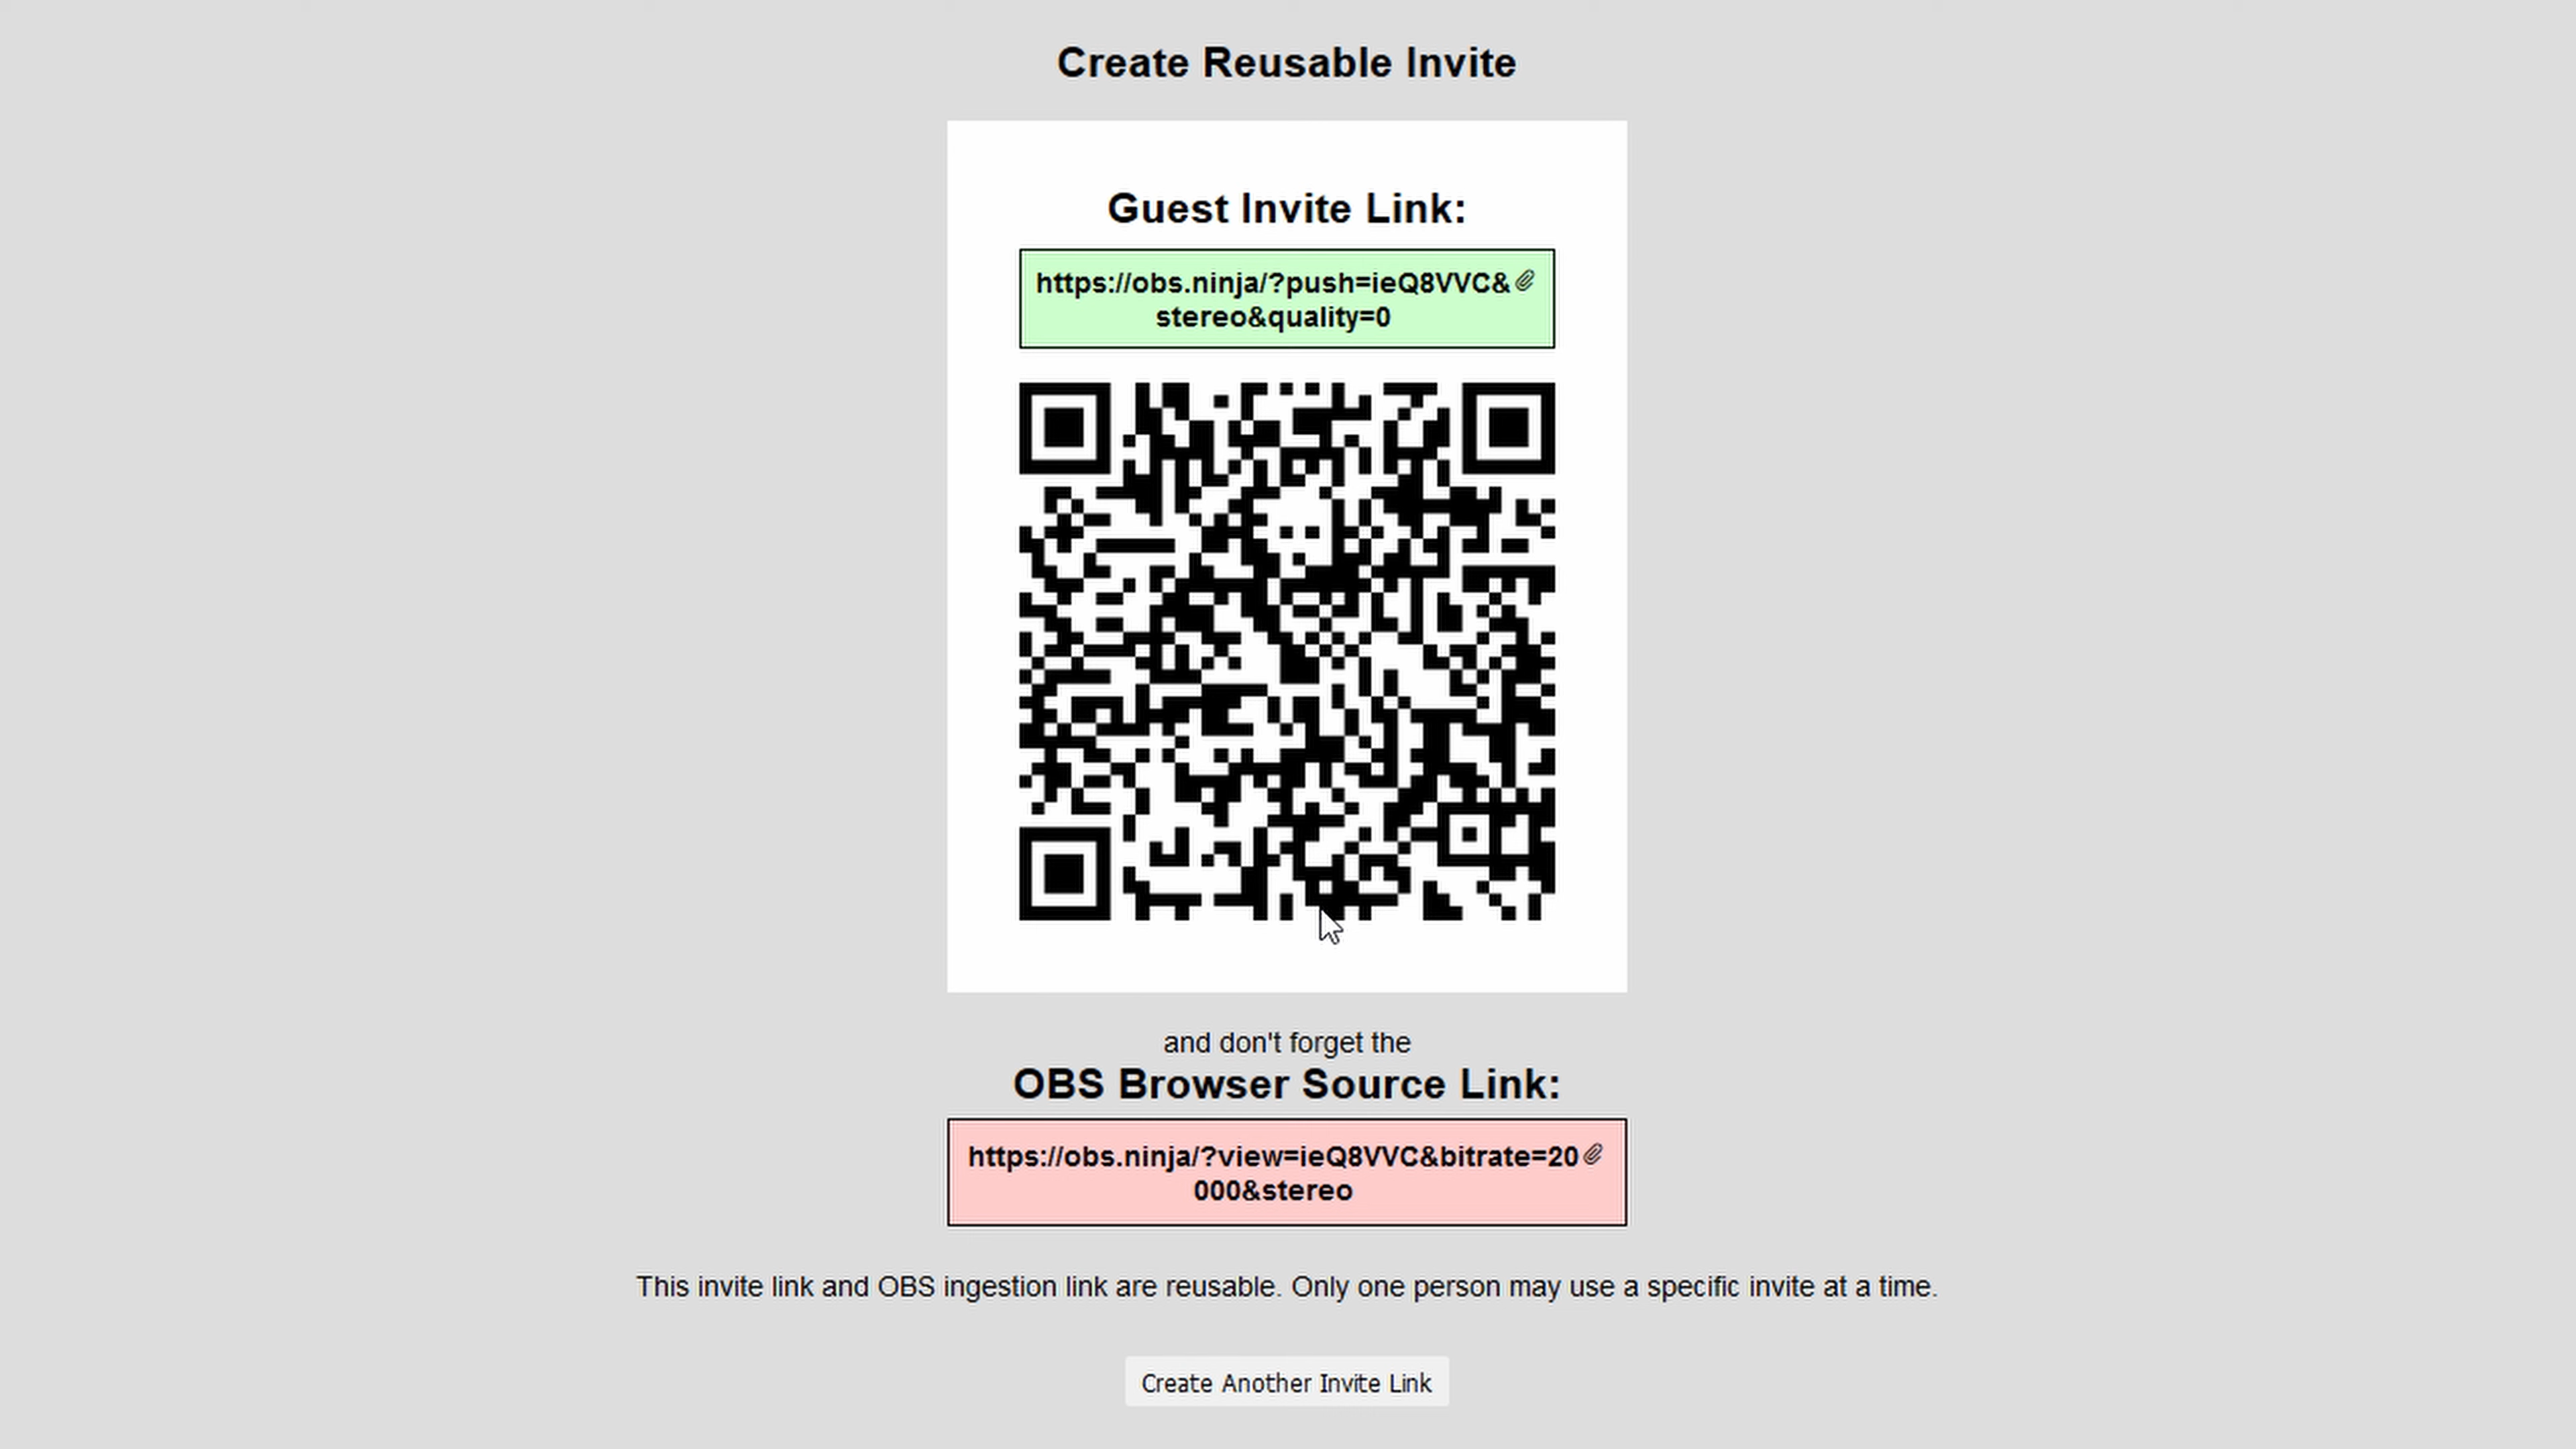 Create Reusable Invite
Guest Invite Link:
https://obs.ninja/?push=ieQ8VVC&
stereo&quality=0
and don't forget the
OBS Browser Source Link:
https://obs.ninja/?view=ieQ8VVC&bitrate=20
000&stereo
This invite link and OBS ingestion link are reusable. Only one person may use a specific invite at a time.
Create Another Invite Link